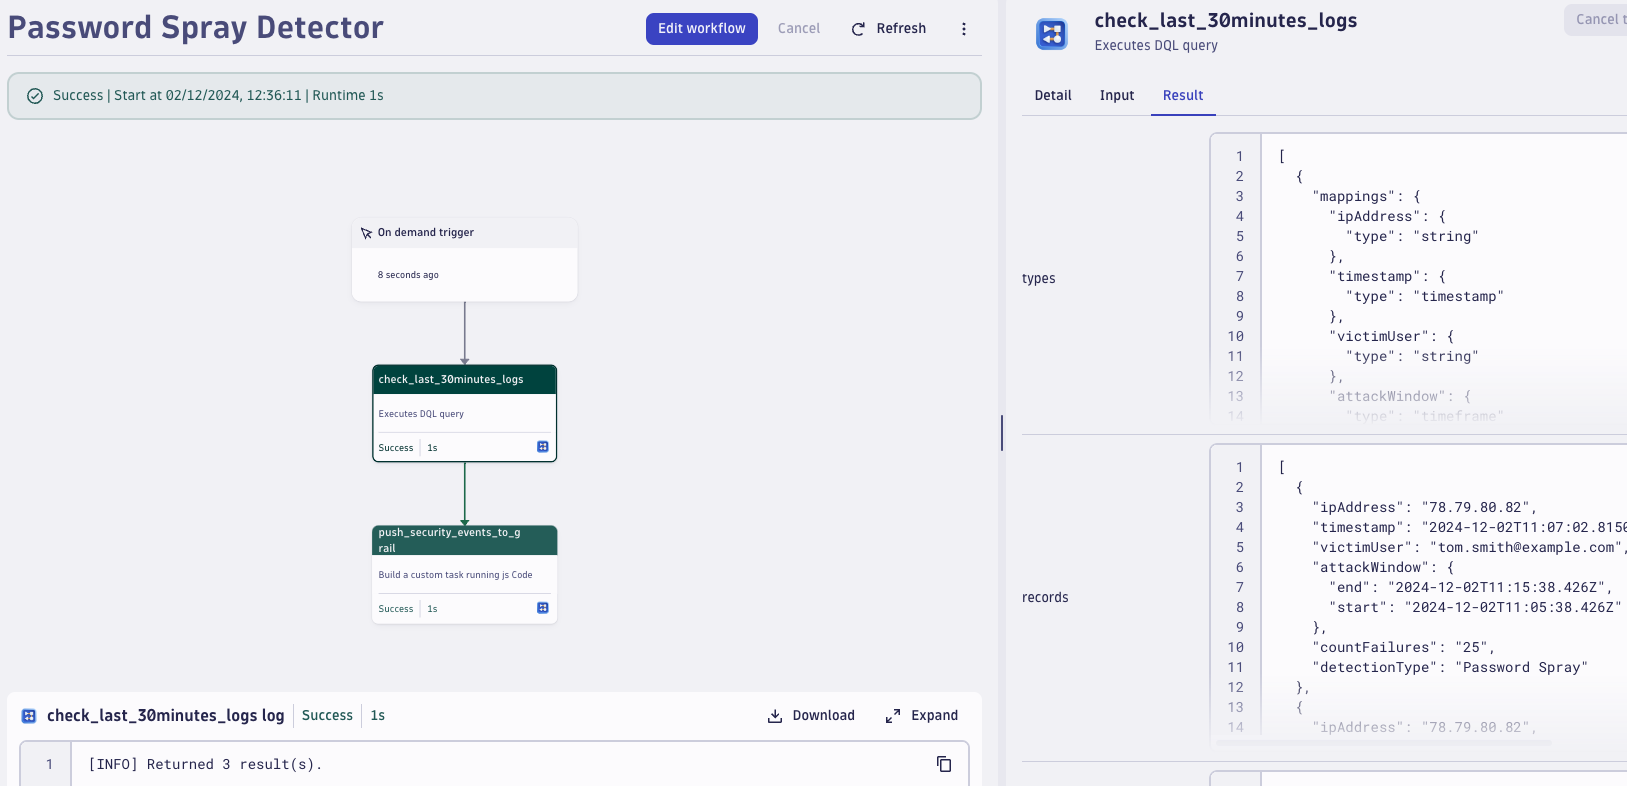 Password Spray Detector
Edit workflow
Cancel
Refresh
Success | Start at 02/12/2024, 12:36:11 | Runtime 1s
On demand trigger
8 seconds ago
check_last_30minutes_logs
Executes DQL query
Success
1s
push_security_events_to_g
rail
Build a custom task running js Code
Success
1s
check_last_30minutes_logs log
Success
1s
Download
Expand
1
[INFO] Returned 3 result(s).
check_last_30minutes_logs
Executes DQL query
Cancel t
Detail
Input
Result
types
1 [
2 {
3 "mappings": {
4 "ipAddress": {
5 "type": "string"
6 },
7 "timestamp": {
8 "type": "timestamp"
9 },
10 "victimUser": {
11 "type": "string"
12 },
13 "attackWindow": {
14 "type": "timeframe"
records
1 [
2 {
3 "ipAddress": "78.79.80.82",
4 "timestamp": "2024-12-02T11:07:02.8150
5 "victimUser": "tom.smith@example.com",
6 "attackWindow": {
7 "end": "2024-12-02T11:15:38.426Z",
8 "start": "2024-12-02T11:05:38.426Z"
9 },
10 "countFailures": "25",
11 "detectionType": "Password Spray"
12 },
13 {
14 "ipAddress": "78.79.80.82",